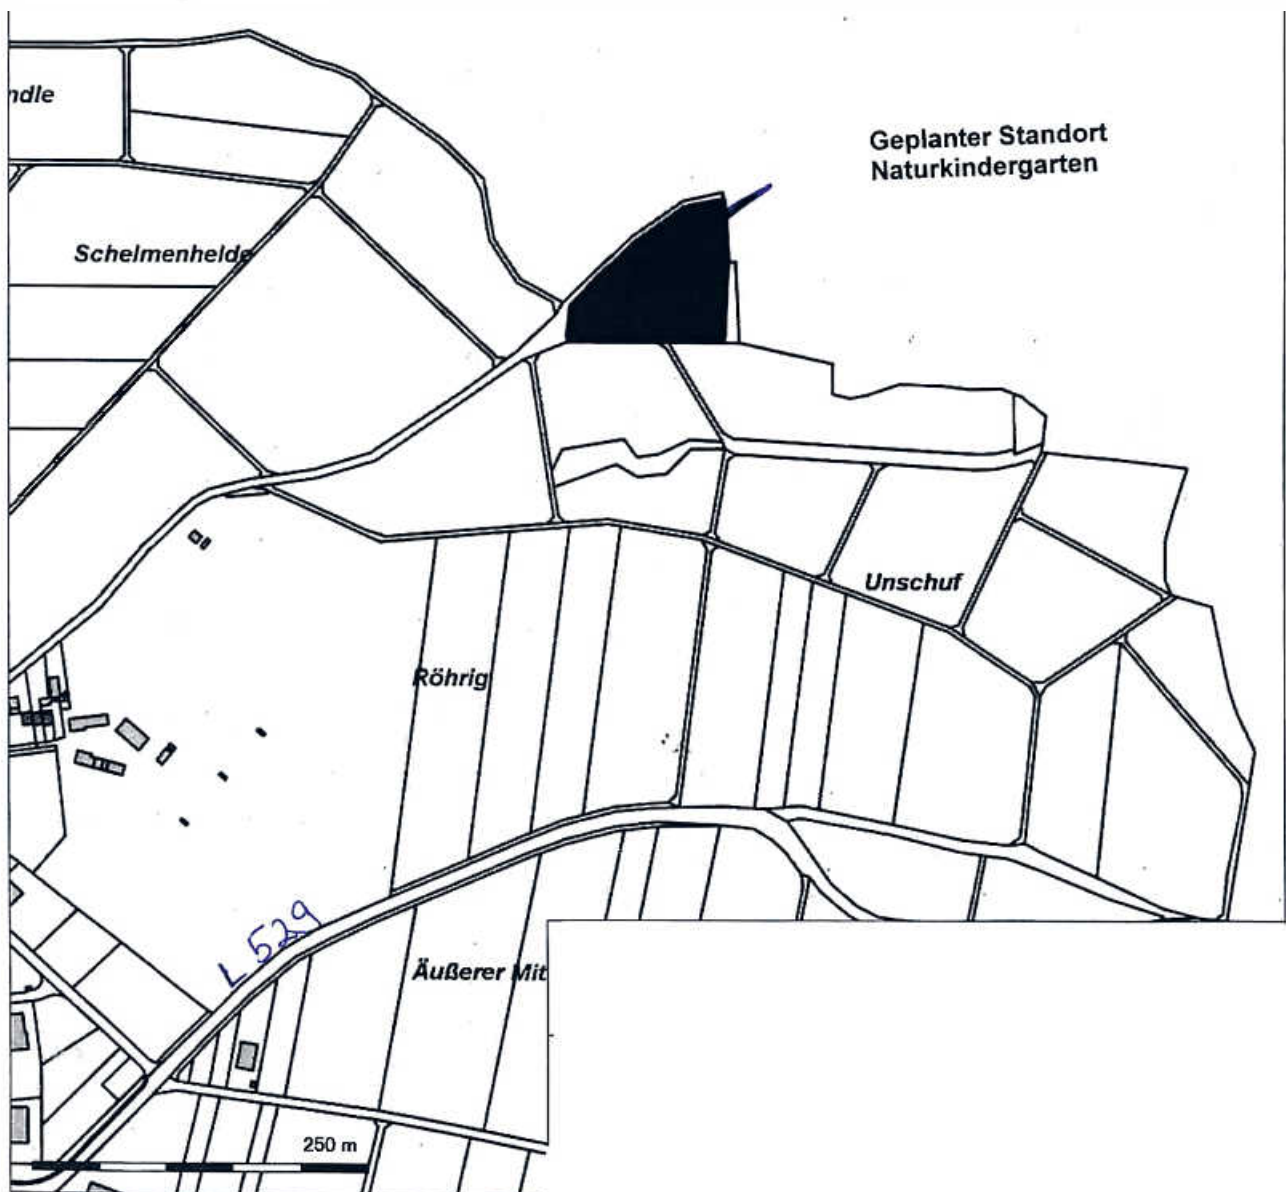 ndle
Geplanter Standort
Naturkindergarten
Schelmenhelde
Unschuf
Röhrig
L 529
Äußerer Mit
250 m